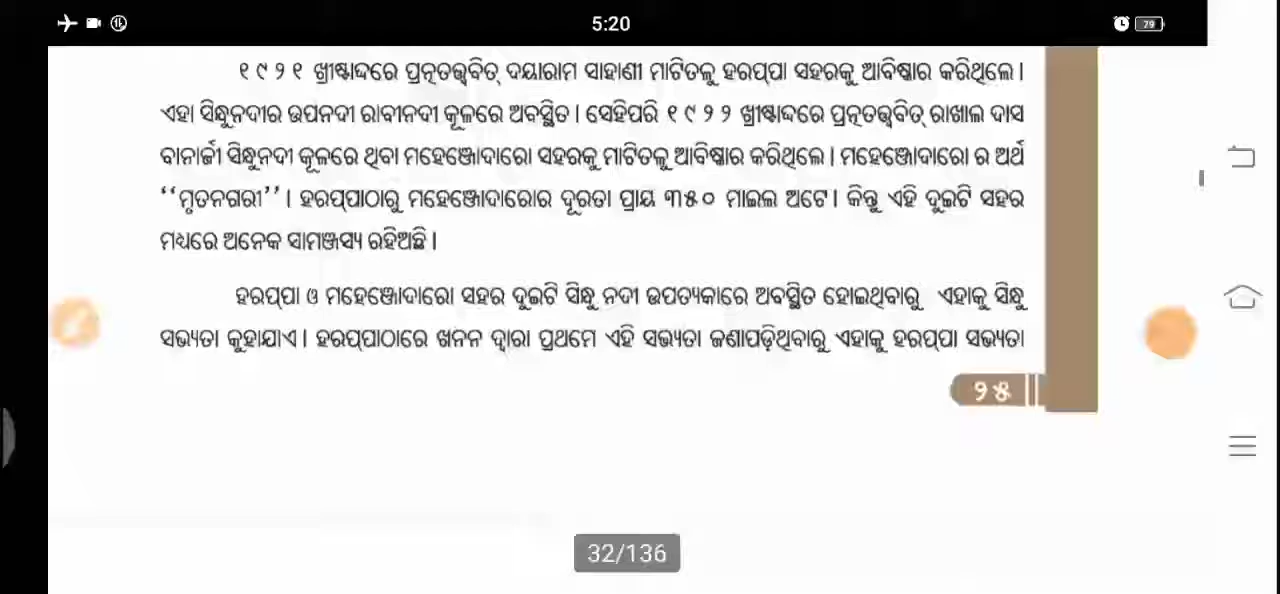 5:20
79
୧୯୨୧ ଖ୍ରୀଷ୍ଟାବ୍ଦରେ ପ୍ରତ୍ନତତ୍ତ୍ୱବିତ୍ ଦୟାରାମ ସାହାଣୀ ମାଟିତଳୁ ହରପ୍‌ପା ସହରକୁ ଆବିଷ୍କାର କରିଥିଲେ ।
ଏହା ସିନ୍ଧୁନଦୀର ଉପନଦୀ ରାବୀନଦୀ କୂଳରେ ଅବସ୍ଥିତ । ସେହିପରି ୧୯୨୨ ଖ୍ରୀଷ୍ଟାବ୍ଦରେ ପ୍ରତ୍ନତତ୍ତ୍ୱବିତ୍ ରାଖାଲ ଦାସ
ବାନାର୍ଜୀ ସିନ୍ଧୁନଦୀ କୂଳରେ ଥିବା ମହେଞ୍ଜୋଦାରୋ ସହରକୁ ମାଟିତଳୁ ଆବିଷ୍କାର କରିଥିଲେ । ମହେଞ୍ଜୋଦାରୋ ର ଅର୍ଥ
‘‘ମୃତନଗରୀ’’ । ହରପ୍‌ପାଠାରୁ ମହେଞ୍ଜୋଦାରୋର ଦୂରତା ପ୍ରାୟ ୩୫୦ ମାଇଲ ଅଟେ । କିନ୍ତୁ ଏହି ଦୁଇଟି ସହର
ମଧ୍ୟରେ ଅନେକ ସାମଞ୍ଜସ୍ୟ ରହିଅଛି ।
ହରପ୍‌ପା ଓ ମହେଞ୍ଜୋଦାରୋ ସହର ଦୁଇଟି ସିନ୍ଧୁ ନଦୀ ଉପତ୍ୟକାରେ ଅବସ୍ଥିତ ହୋଇଥିବାରୁ ଏହାକୁ ସିନ୍ଧୁ
ସଭ୍ୟତା କୁହାଯାଏ । ହରପ୍‌ପାଠାରେ ଖନନ ଦ୍ୱାରା ପ୍ରଥମେ ଏହି ସଭ୍ୟତା ଜଣାପଡ଼ିଥିବାରୁ ଏହାକୁ ହରପ୍‌ପା ସଭ୍ୟତା
୨୫
32/136